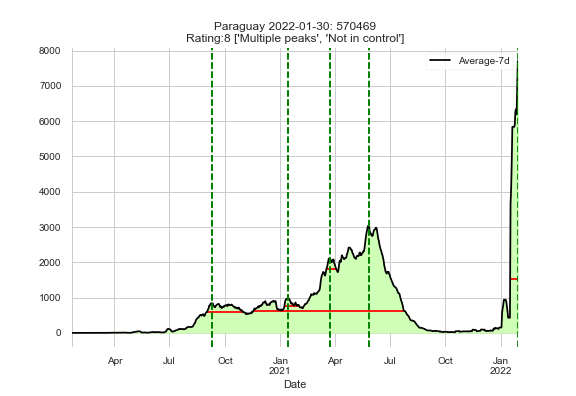 Paraguay 2022-01-30: 570469
Rating:8 ['Multiple peaks', 'Not in control']
8000
Average-7d
7000
6000
5000
4000
3000
2000
1000
0
Apr
Jul
Oct
Jan
Apr
Jul
Oct
Jan
2021
2022
Date